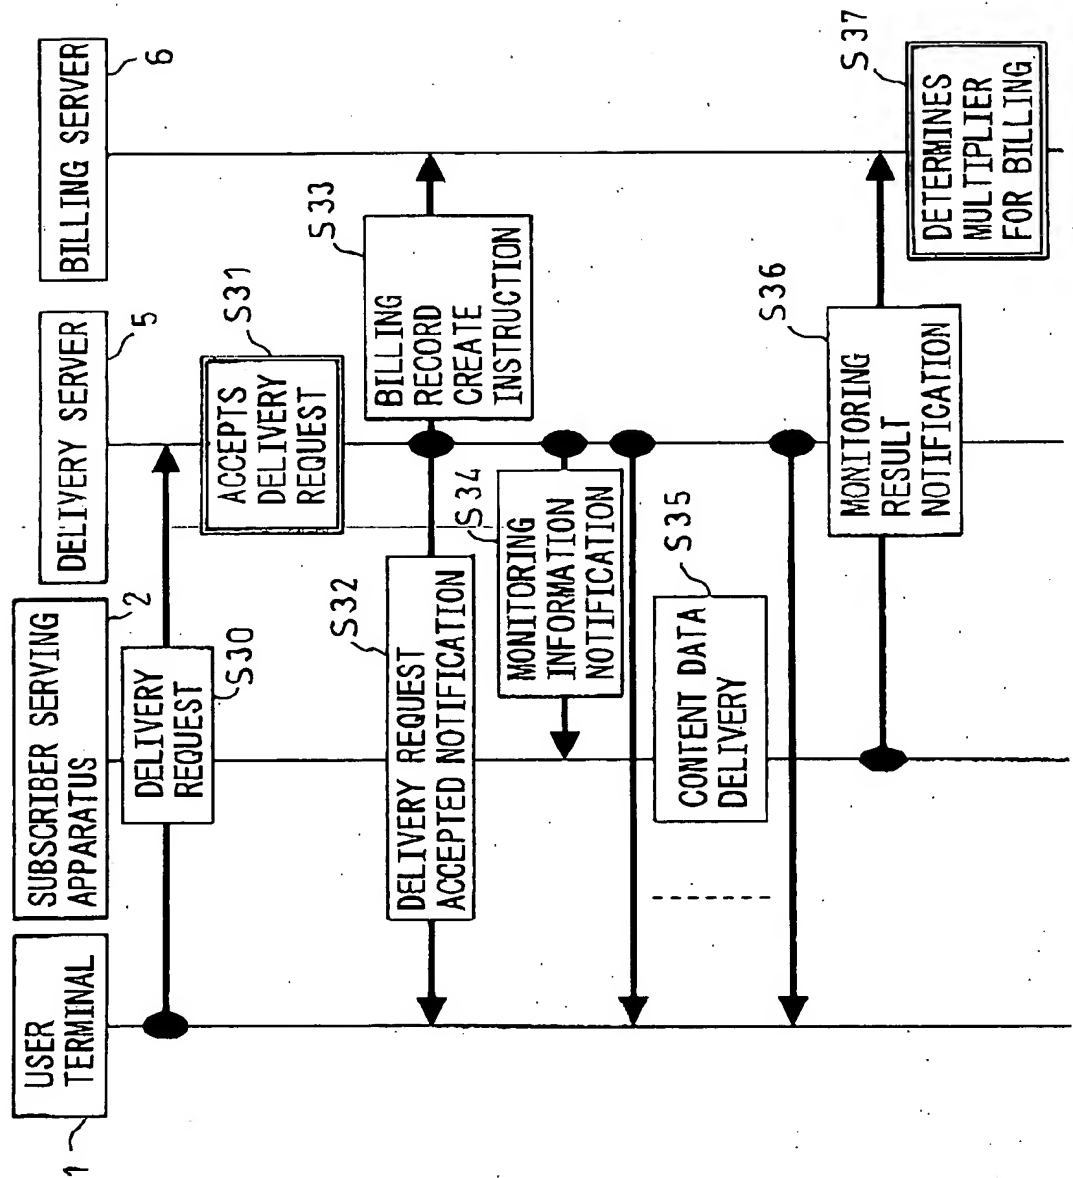 USER
TERMINAL
1
SUBSCRIBER SERVING
APPARATUS
2
DELIVERY SERVER
5
BILLING SERVER
6
DELIVERY
REQUEST
S30
ACCEPTS
DELIVERY
REQUEST
S31
DELIVERY REQUEST
ACCEPTED NOTIFICATION
S32
BILLING
RECORD
CREATE
INSTRUCTION
S33
MONITORING
INFORMATION
NOTIFICATION
S34
CONTENT DATA
DELIVERY
S35
MONITORING
RESULT
NOTIFICATION
S36
DETERMINES
MULTIPLIER
FOR BILLING
S37